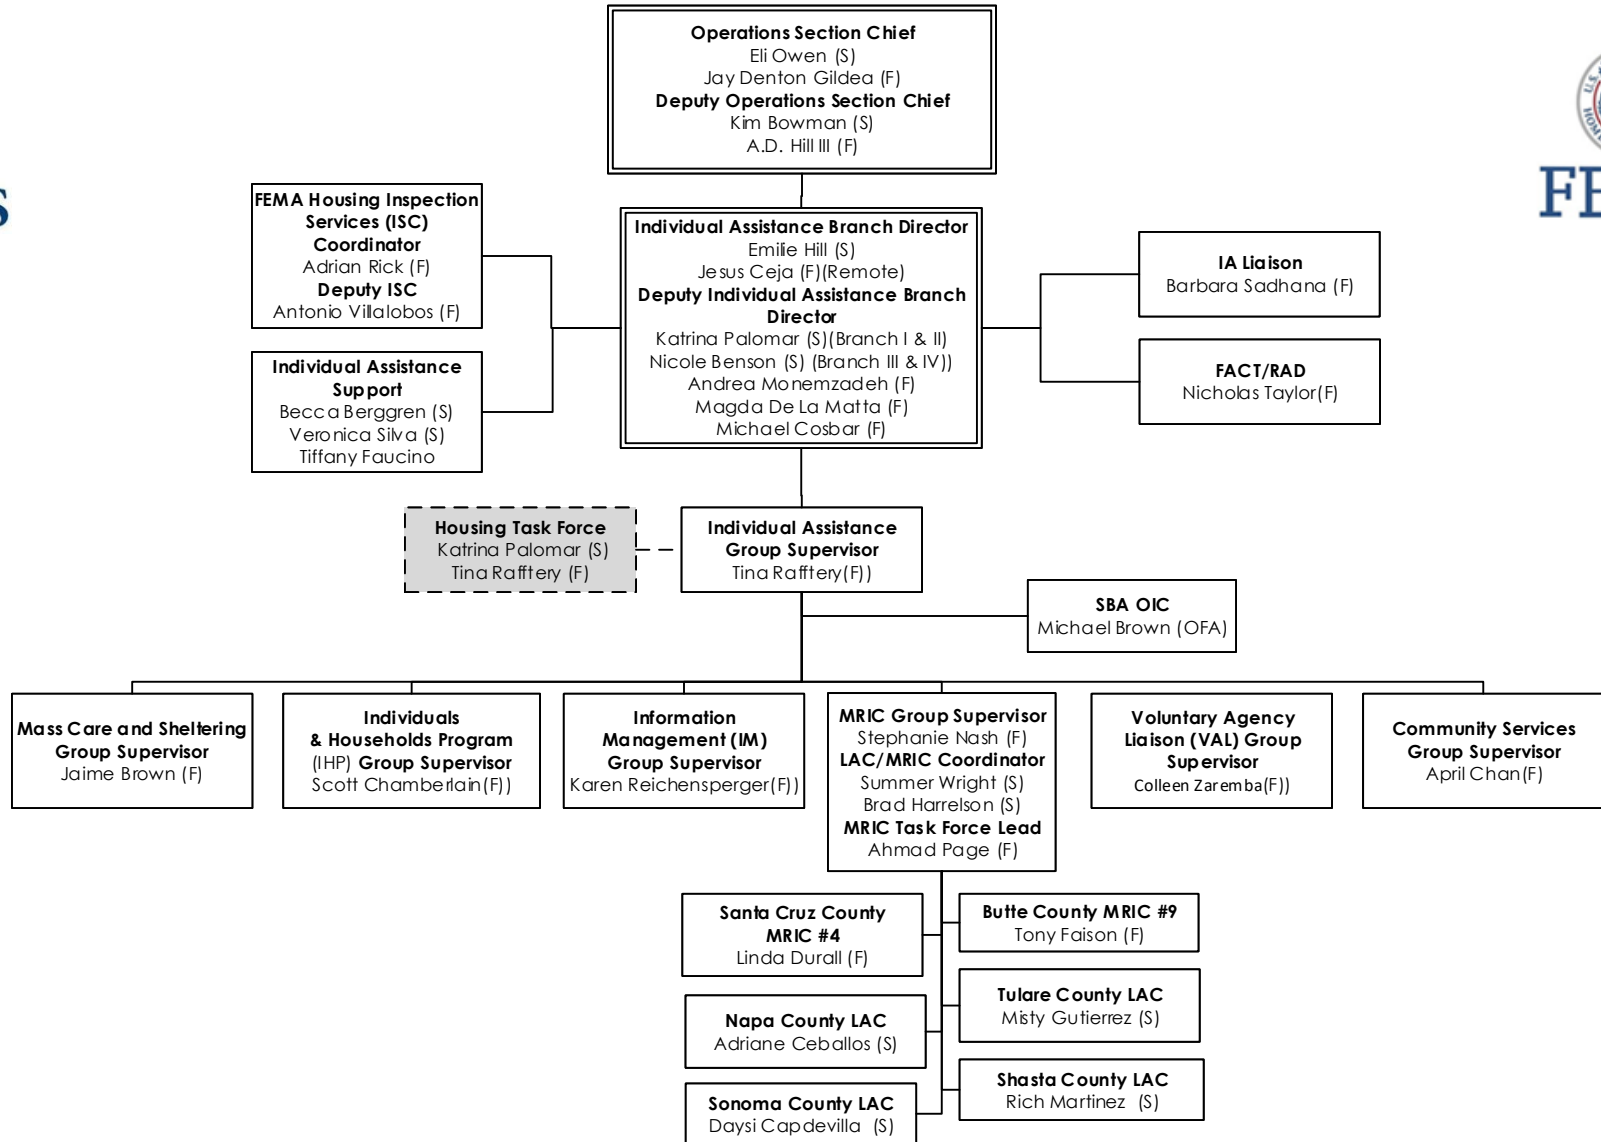 Operations Section Chief
Eli Owen (S)
Jay Denton Gildea (F)
Deputy Operations Section Chief
Kim Bowman (S)
A.D. Hill III (F)
FEMA Housing Inspection
Services (ISC)
Coordinator
Adrian Rick (F)
Deputy ISC
Antonio Villalobos (F)
Individual Assistance Branch Director
Emilie Hill (S)
Jesus Ceja (F)(Remote)
Deputy Individual Assistance Branch
Director
Katrina Palomar (S)(Branch I & II)
Nicole Benson (S) (Branch III & IV))
Andrea Monemzadeh (F)
Magda De La Matta (F)
Michael Cosbar (F)
IA Liaison
Barbara Sadhana (F)
Individual Assistance
Support
Becca Berggren (S)
Veronica Silva (S)
Tiffany Faucino
FACT/RAD
Nicholas Taylor(F)
Housing Task Force
Katrina Palomar (S)
Tina Rafftery (F)
Individual Assistance
Group Supervisor
Tina Rafftery(F))
SBA OIC
Michael Brown (OFA)
Mass Care and Sheltering
Group Supervisor
Jaime Brown (F)
Individuals
& Households Program
(IHP) Group Supervisor
Scott Chamberlain(F))
Information
Management (IM)
Group Supervisor
Karen Reichensperger(F))
MRIC Group Supervisor
Stephanie Nash (F)
LAC/MRIC Coordinator
Summer Wright (S)
Brad Harrelson (S)
MRIC Task Force Lead
Ahmad Page (F)
Voluntary Agency
Liaison (VAL) Group
Supervisor
Colleen Zaremba(F))
Community Services
Group Supervisor
April Chan(F)
Santa Cruz County
MRIC #4
Linda Durall (F)
Butte County MRIC #9
Tony Faison (F)
Napa County LAC
Adriane Ceballos (S)
Tulare County LAC
Misty Gutierrez (S)
Sonoma County LAC
Daysi Capdevilla (S)
Shasta County LAC
Rich Martinez (S)